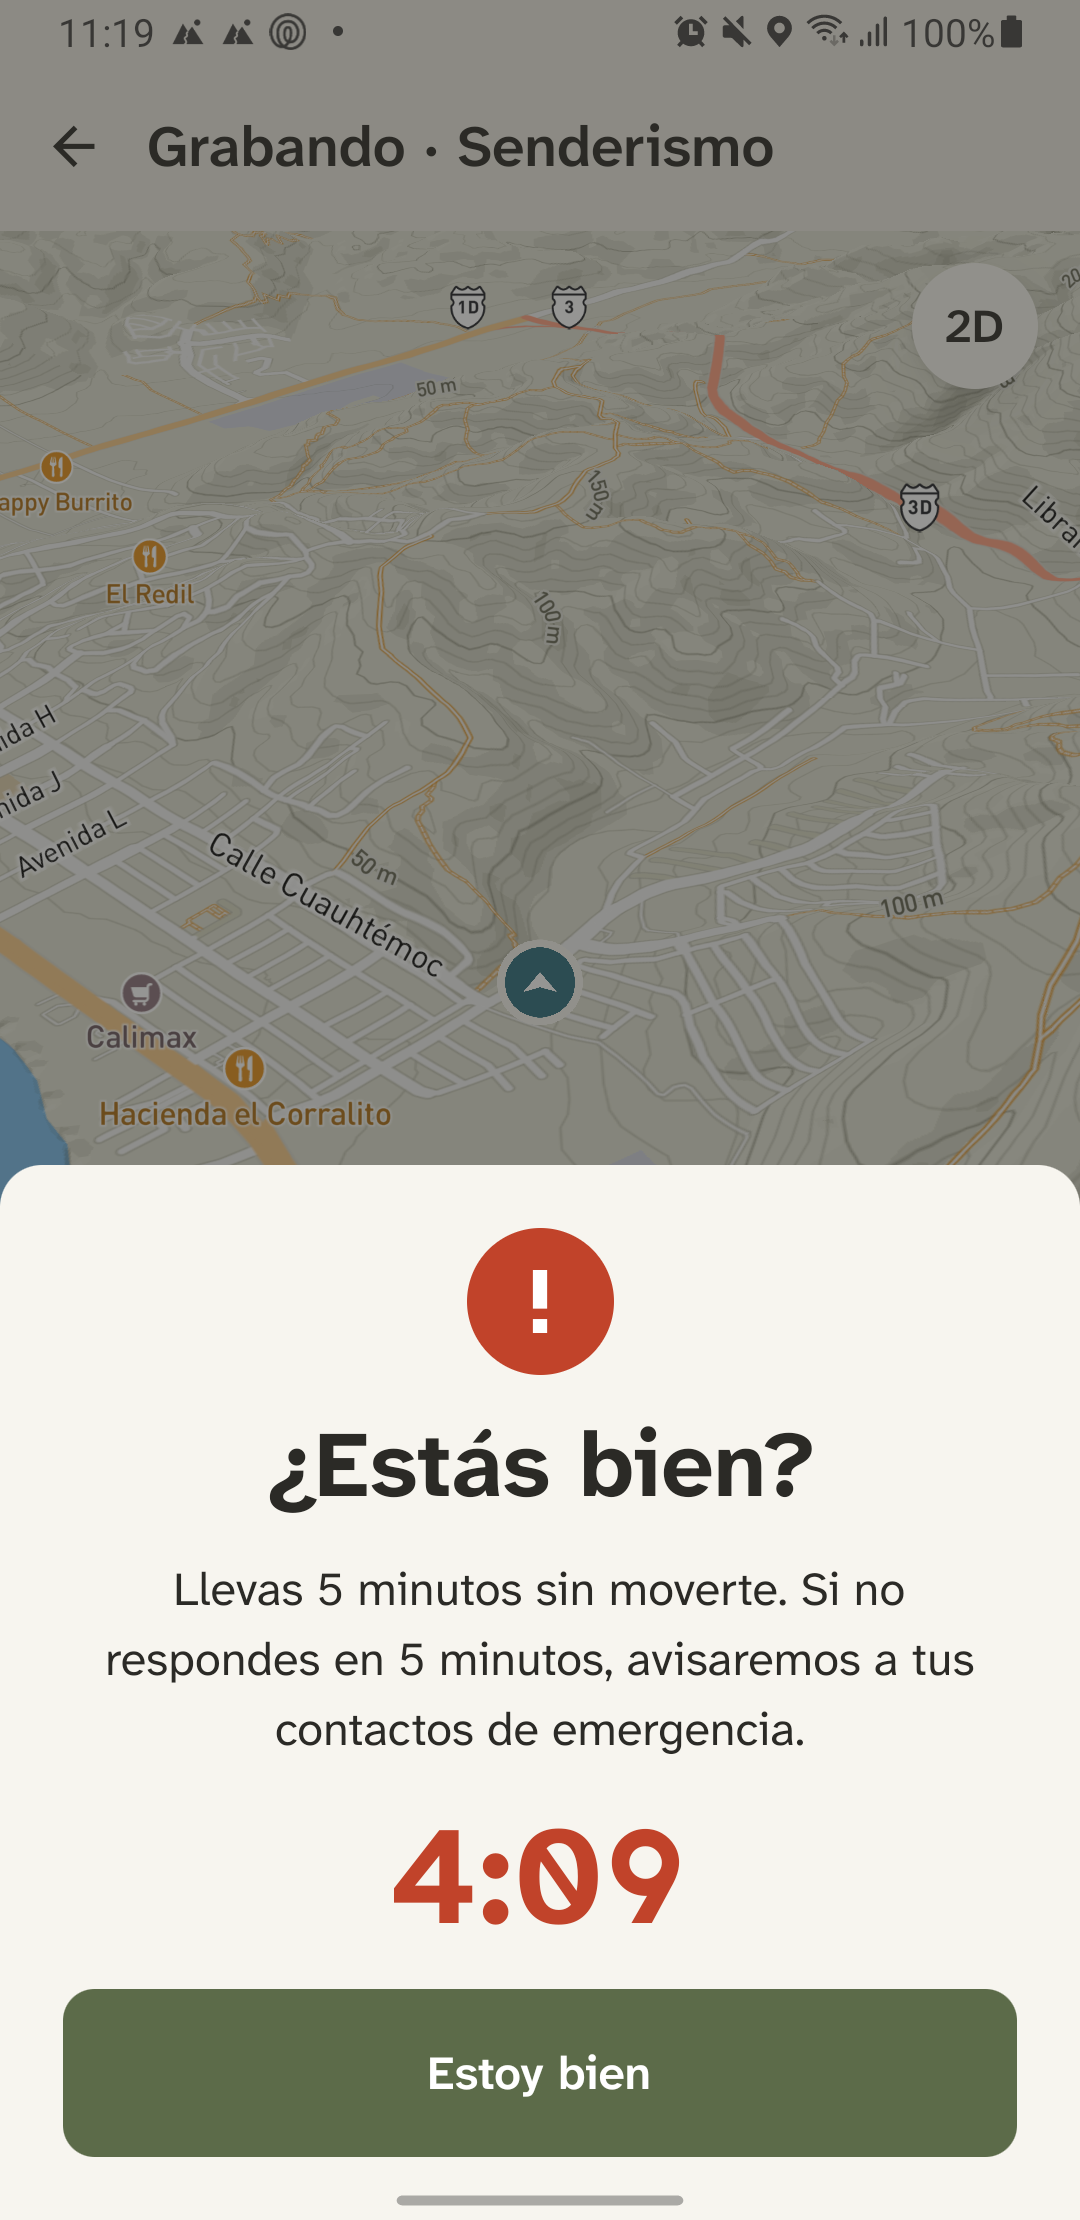 11:19
100%
Grabando · Senderismo
2D
1D
3
50 m
appy Burrito
El Redil
150 m
3D
100 m
Avenida L
Calle Cuauhtémoc
50 m
100 m
Calimax
Hacienda el Corralito
!
¿Estás bien?
Llevas 5 minutos sin moverte. Si no
respondes en 5 minutos, avisaremos a tus
contactos de emergencia.
4:09
Estoy bien